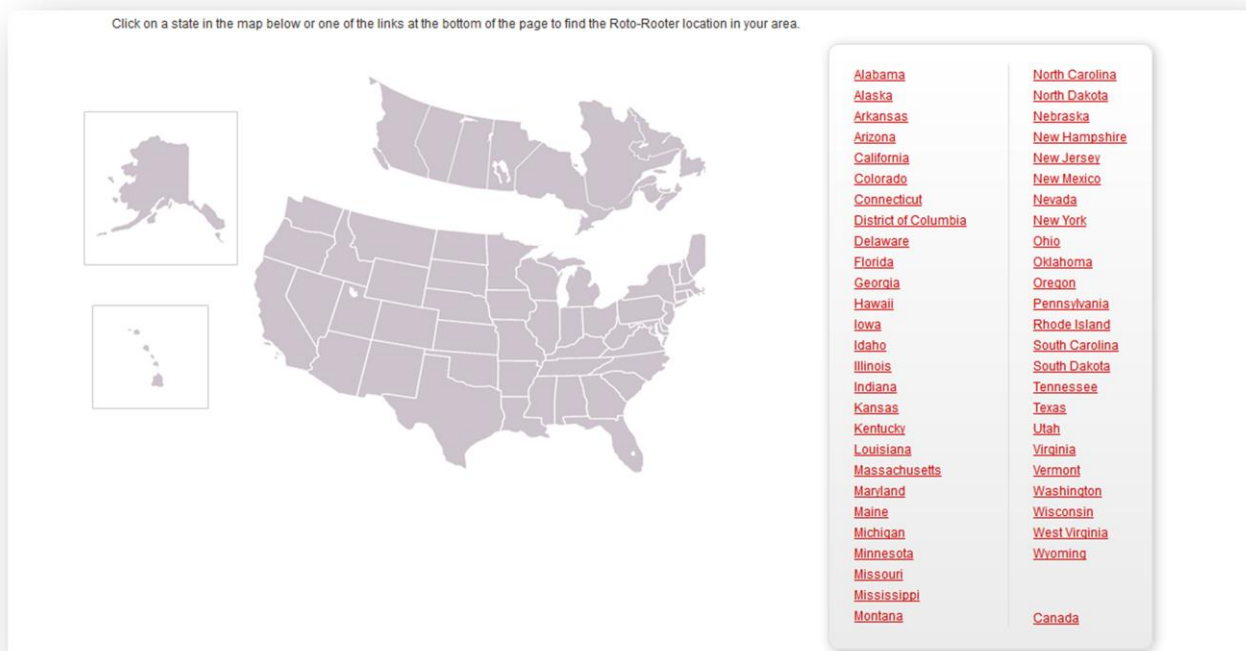 Click on a state in the map below or one of the links at the bottom of the page to find the Roto-Rooter location in your area.
Alabama
Alaska
Arkansas
Arizona
California
Colorado
Connecticut
District of Columbia
Delaware
Florida
Georgia
Hawaii
Iowa
Idaho
Illinois
Indiana
Kansas
Kentucky
Louisiana
Massachusetts
Maryland
Maine
Michigan
Minnesota
Missouri
Mississippi
Montana
North Carolina
North Dakota
Nebraska
New Hampshire
New Jersey
New Mexico
Nevada
New York
Ohio
Oklahoma
Oregon
Pennsylvania
Rhode Island
South Carolina
South Dakota
Tennessee
Texas
Utah
Virginia
Vermont
Washington
Wisconsin
West Virginia
Wyoming
Canada